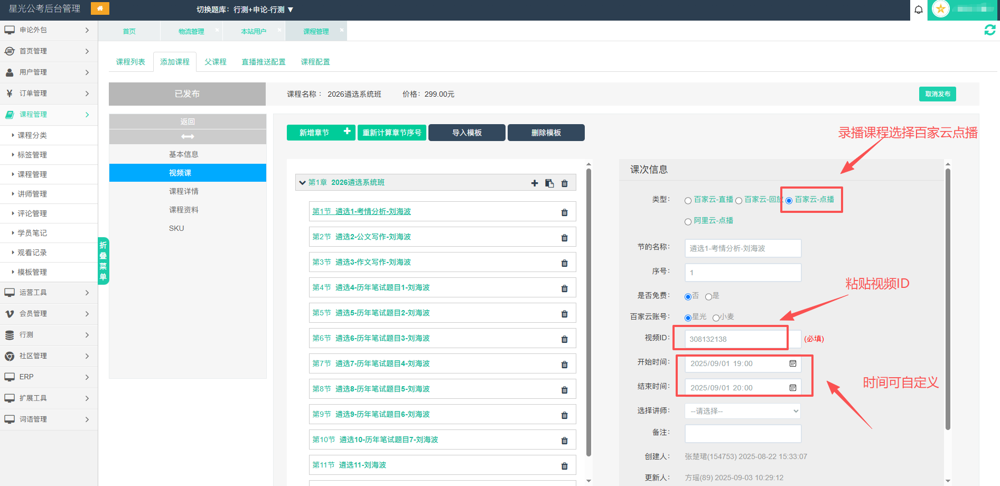 星光公考后台管理
切换题库：行测+申论-行测 ▼
申论外包
首页管理
用户管理
订单管理
课程管理
课程分类
标签管理
课程管理
讲师管理
评论管理
学员笔记
观看记录
模板管理
运营工具
会员管理
行测
社区管理
ERP
扩展工具
词语管理
折叠菜单
首页
物流管理
本站用户
课程管理
课程列表
添加课程
父课程
直播推送配置
课程配置
已发布
课程名称： 2026遴选系统班 价格：299.00元
取消发布
返回
基本信息
视频课
课程详情
课程资料
SKU
新增章节
重新计算章节序号
导入模板
删除模板
第1章 2026遴选系统班
第1节 遴选1-考情分析-刘海波
第2节 遴选2-公文写作-刘海波
第3节 遴选3-作文写作-刘海波
第4节 遴选4-历年笔试题目1-刘海波
第5节 遴选5-历年笔试题目2-刘海波
第6节 遴选6-历年笔试题目3-刘海波
第7节 遴选7-历年笔试题目4-刘海波
第8节 遴选8-历年笔试题目5-刘海波
第9节 遴选9-历年笔试题目6-刘海波
第10节 遴选10-历年笔试题目7-刘海波
第11节 遴选11-刘海波
录播课程选择百家云点播
课次信息
类型： 百家云-直播 百家云-回放 百家云-点播
阿里云-点播
节的名称： 遴选1-考情分析-刘海波
序号： 1
粘贴视频ID
是否免费： 否 是
百家云账号： 星光 小麦
视频ID： 308132138 (必填)
开始时间： 2025/09/01 19:00
时间可自定义
结束时间： 2025/09/01 20:00
选择讲师： --请选择--
备注：
创建人： 张楚珺(154753) 2025-08-22 15:33:07
更新人： 方瑶(89) 2025-09-03 10:29:12